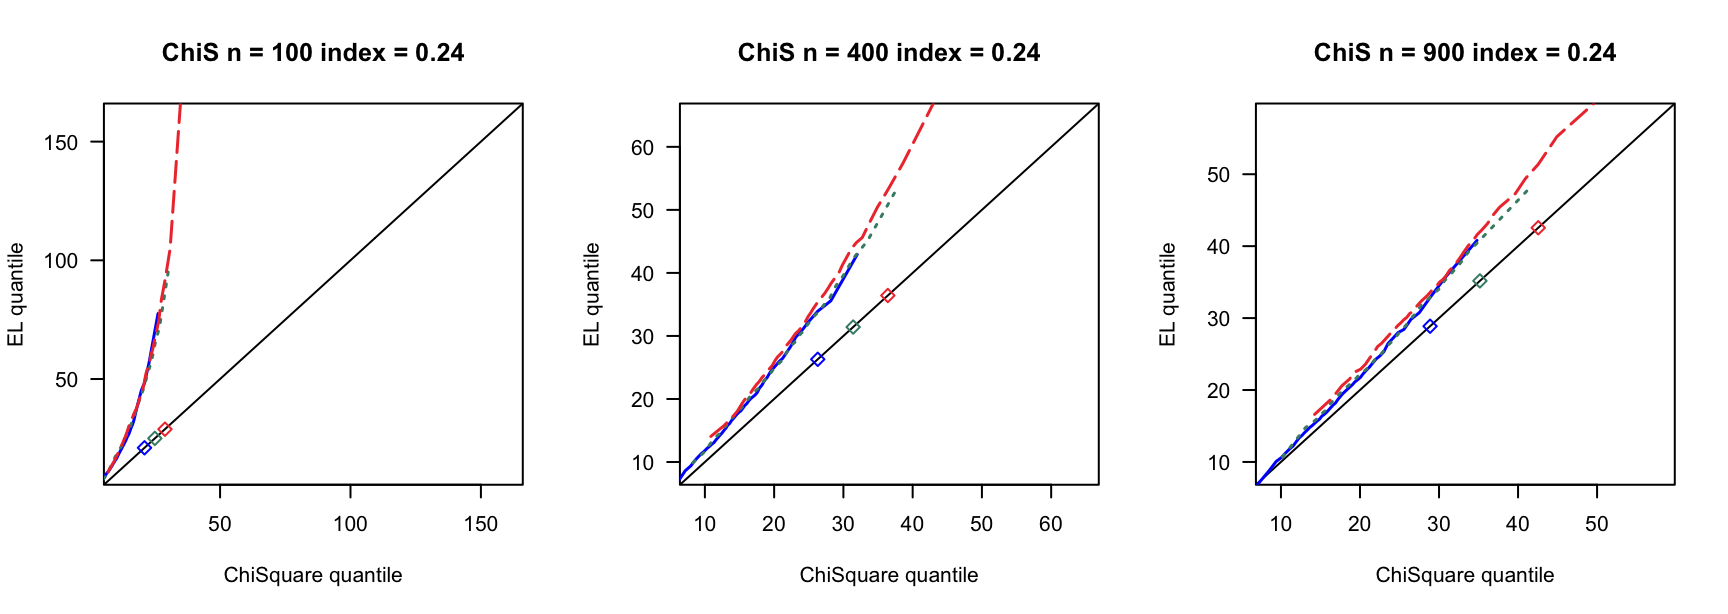 ChiS n = 100 index = 0.24
EL quantile
150
100
50
50 100 150
ChiSquare quantile
ChiS n = 400 index = 0.24
EL quantile
60
50
40
30
20
10
10 20 30 40 50 60
ChiSquare quantile
ChiS n = 900 index = 0.24
EL quantile
50
40
30
20
10
10 20 30 40 50
ChiSquare quantile